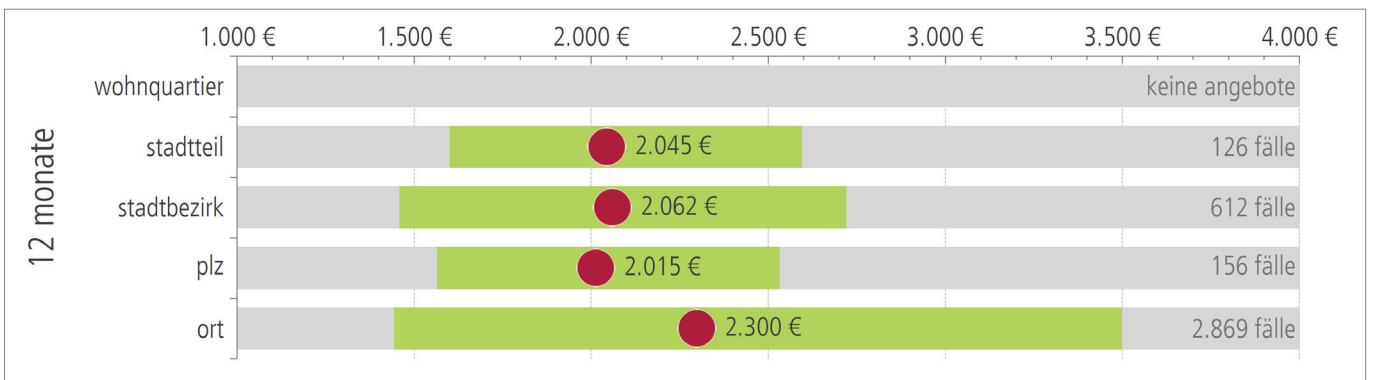 1.000 € 1.500 € 2.000 € 2.500 € 3.000 € 3.500 € 4.000 €
12 monate
wohnquartier keine angebote
stadtteil 2.045 € 126 fälle
stadtbezirk 2.062 € 612 fälle
plz 2.015 € 156 fälle
ort 2.300 € 2.869 fälle